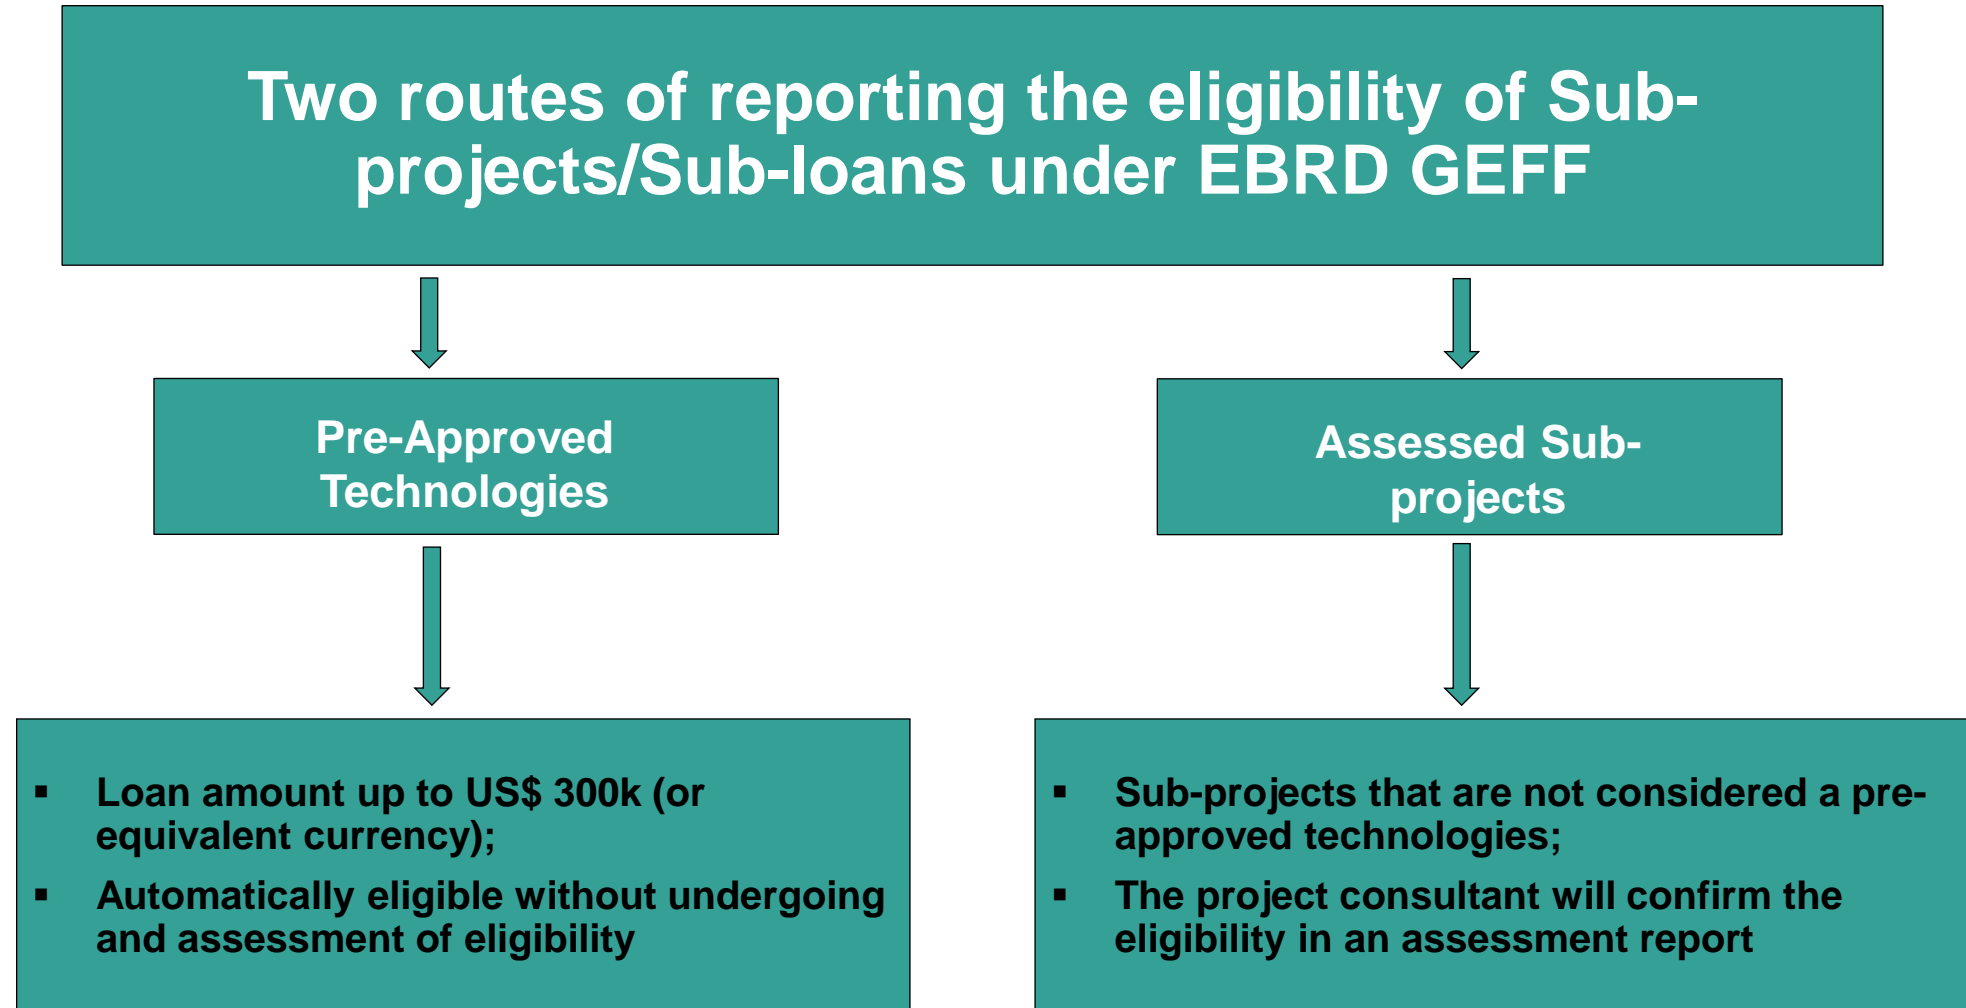 Two routes of reporting the eligibility of Sub-
projects/Sub-loans under EBRD GEFF
Pre-Approved
Technologies
Assessed Sub-
projects
▪ Loan amount up to US$ 300k (or
equivalent currency);
▪ Automatically eligible without undergoing
and assessment of eligibility
▪ Sub-projects that are not considered a pre-
approved technologies;
▪ The project consultant will confirm the
eligibility in an assessment report